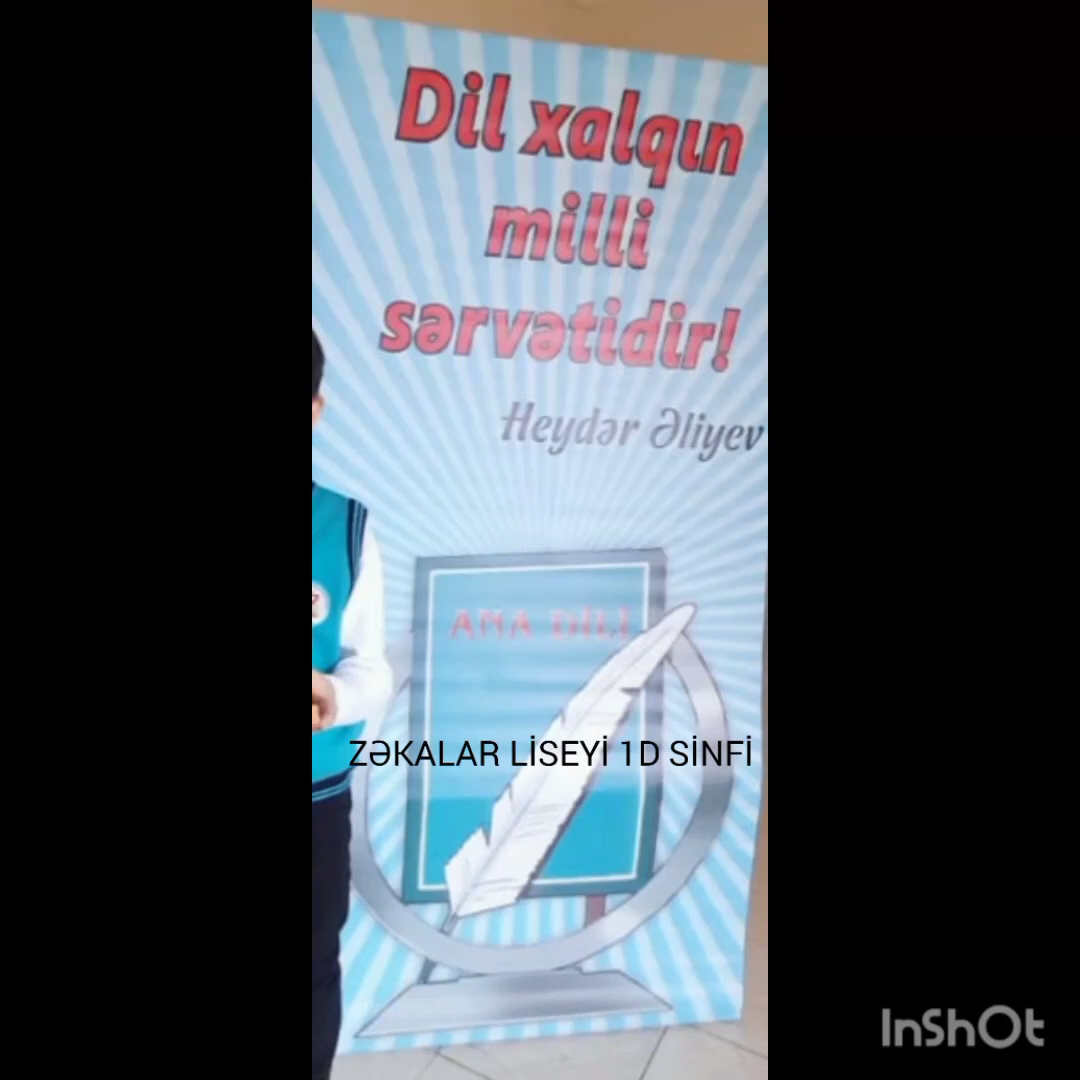 Dil xalqın
milli
sərvətidir!
Heydər Əliyev
ANA DİLİ
ZƏKALAR LİSEYİ 1D SİNFİ
InShOt